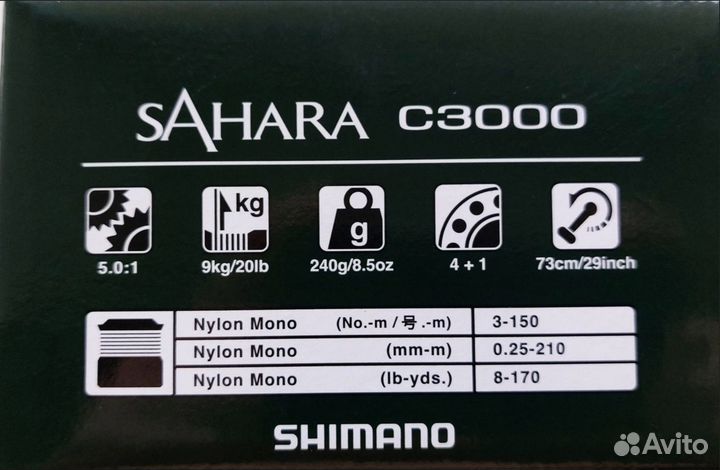 SAHARA C3000
kg
g
5.0:1 9kg/20lb 240g/8.5oz 4 + 1 73cm/29inch
Nylon Mono (No.-m / 号.-m) 3-150
Nylon Mono (mm-m) 0.25-210
Nylon Mono (lb-yds.) 8-170
SHIMANO
Avito